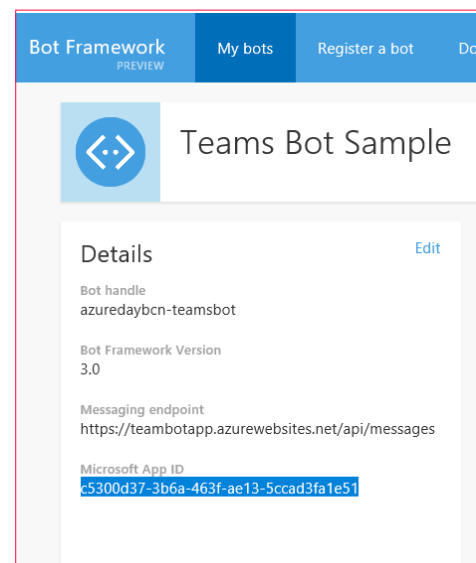 Bot Framework My bots Register a bot
PREVIEW
Teams Bot Sample
Details Edit
Bot handle
azuredaybcn-teamsbot
Bot Framework Version
3.0
Messaging endpoint
https://teambotapp.azurewebsites.net/api/messages
Microsoft App ID
c5300d37-3b6a-463f-ae13-5ccad3fa1e51